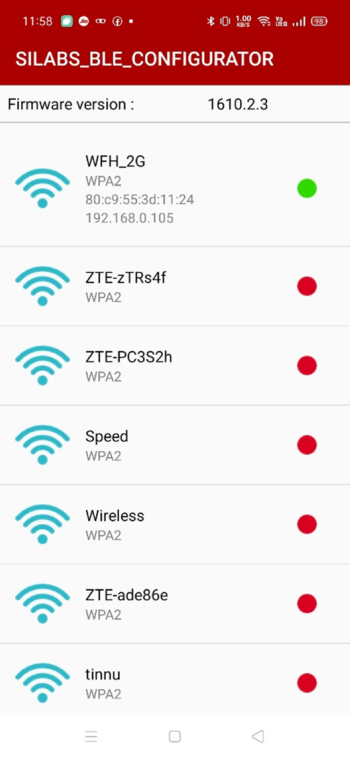 11:58
1.00
KB/S
98
SILABS_BLE_CONFIGURATOR
Firmware version : 1610.2.3
WFH_2G
WPA2
80:c9:55:3d:11:24
192.168.0.105
ZTE-zTRs4f
WPA2
ZTE-PC3S2h
WPA2
Speed
WPA2
Wireless
WPA2
ZTE-ade86e
WPA2
tinnu
WPA2